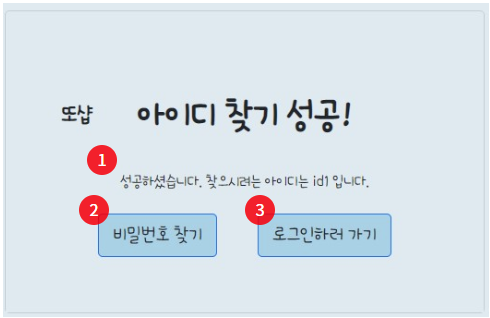 또샵 아이디 찾기 성공!
1
성공하셨습니다. 찾으시려는 아이디는 id1 입니다.
2 3
비밀번호 찾기 로그인하러 가기